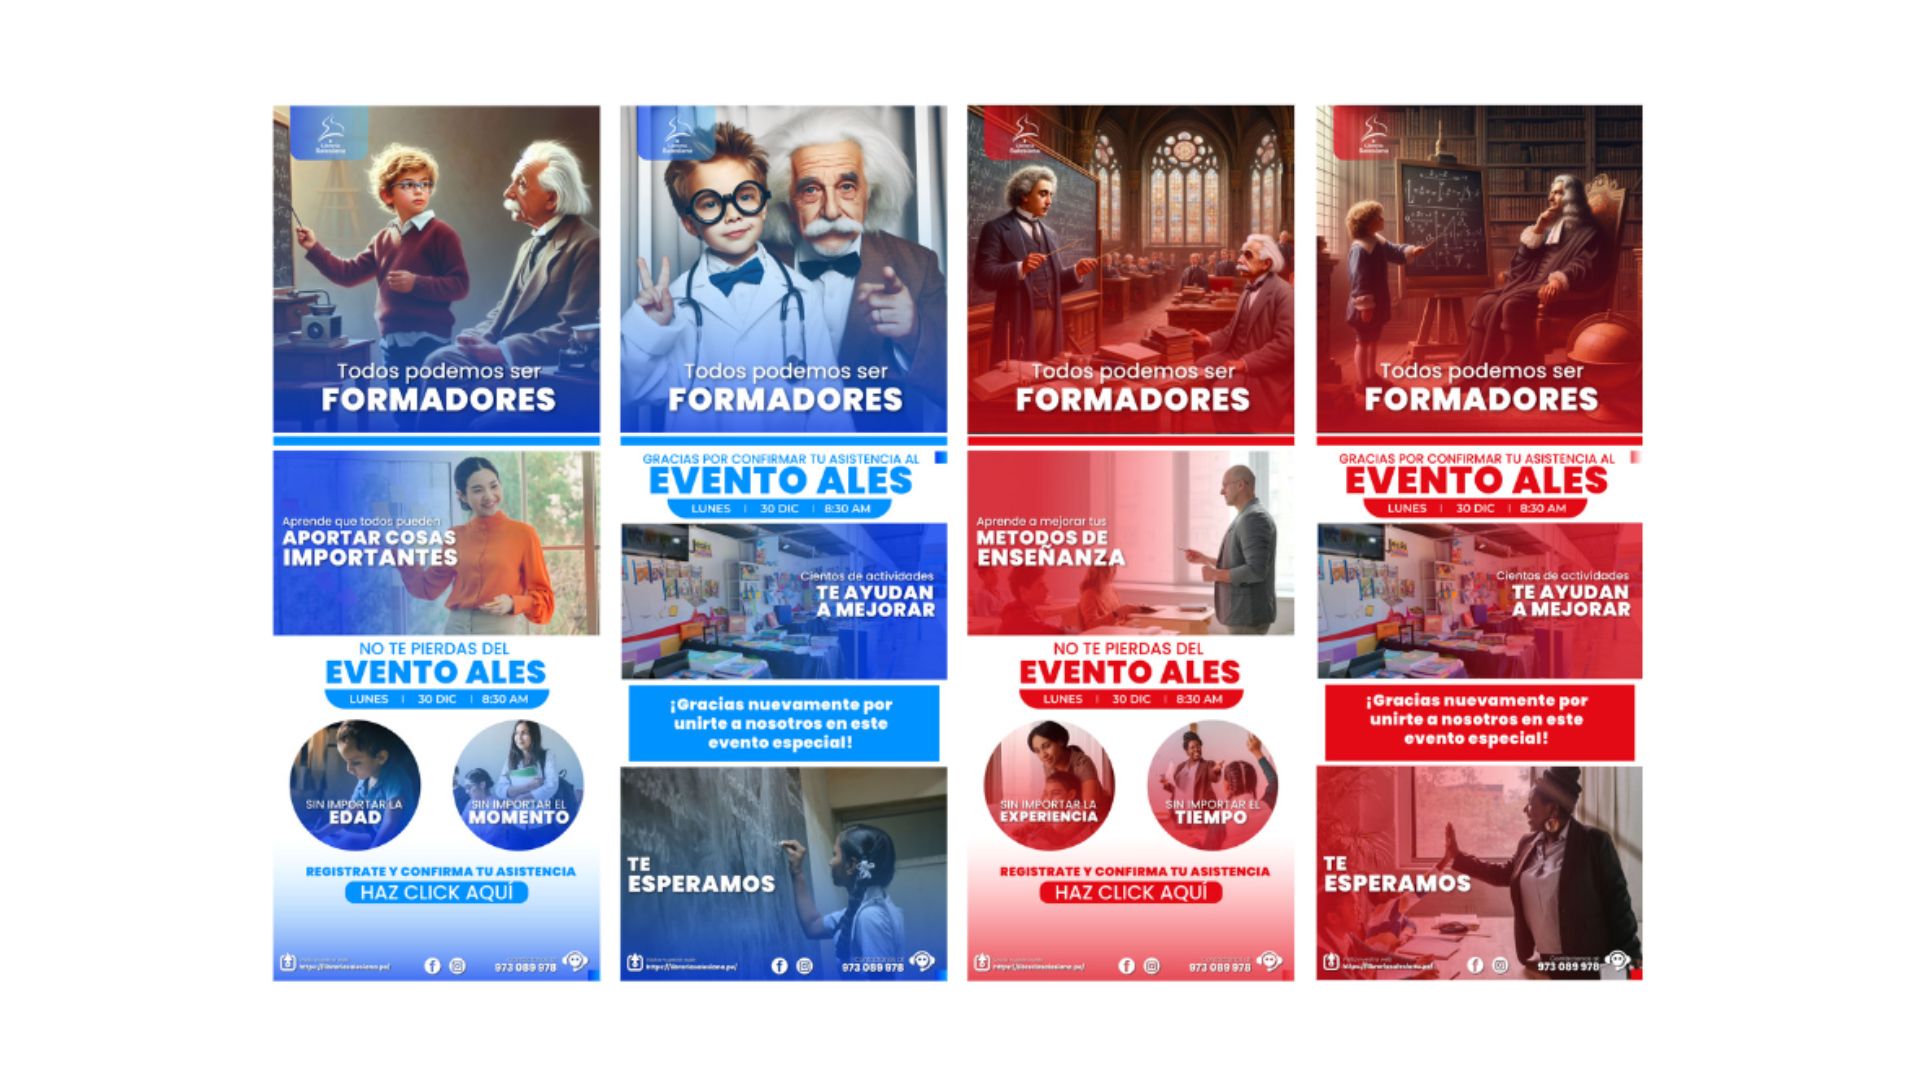 Librería
Salesiana
Todos podemos ser
FORMADORES
Aprende que todos pueden
APORTAR COSAS
IMPORTANTES
NO TE PIERDAS DEL
EVENTO ALES
LUNES | 30 DIC | 8:30 AM
SIN IMPORTAR LA
EDAD
SIN IMPORTAR EL
MOMENTO
REGISTRATE Y CONFIRMA TU ASISTENCIA
HAZ CLICK AQUÍ
https://libreriasalesiana.pe/
973 089 978
Librería
Salesiana
Todos podemos ser
FORMADORES
GRACIAS POR CONFIRMAR TU ASISTENCIA AL
EVENTO ALES
LUNES | 30 DIC | 8:30 AM
Cientos de actividades
TE AYUDAN
A MEJORAR
¡Gracias nuevamente por
unirte a nosotros en este
evento especial!
TE
ESPERAMOS
https://libreriasalesiana.pe/
973 089 978
Librería
Salesiana
Todos podemos ser
FORMADORES
Aprende a mejorar tus
METODOS DE
ENSEÑANZA
NO TE PIERDAS DEL
EVENTO ALES
LUNES | 30 DIC | 8:30 AM
SIN IMPORTAR LA
EXPERIENCIA
SIN IMPORTAR EL
TIEMPO
REGISTRATE Y CONFIRMA TU ASISTENCIA
HAZ CLICK AQUÍ
https://libreriasalesiana.pe/
973 089 978
Librería
Salesiana
Todos podemos ser
FORMADORES
GRACIAS POR CONFIRMAR TU ASISTENCIA AL
EVENTO ALES
LUNES | 30 DIC | 8:30 AM
Cientos de actividades
TE AYUDAN
A MEJORAR
¡Gracias nuevamente por
unirte a nosotros en este
evento especial!
TE
ESPERAMOS
https://libreriasalesiana.pe/
973 089 978